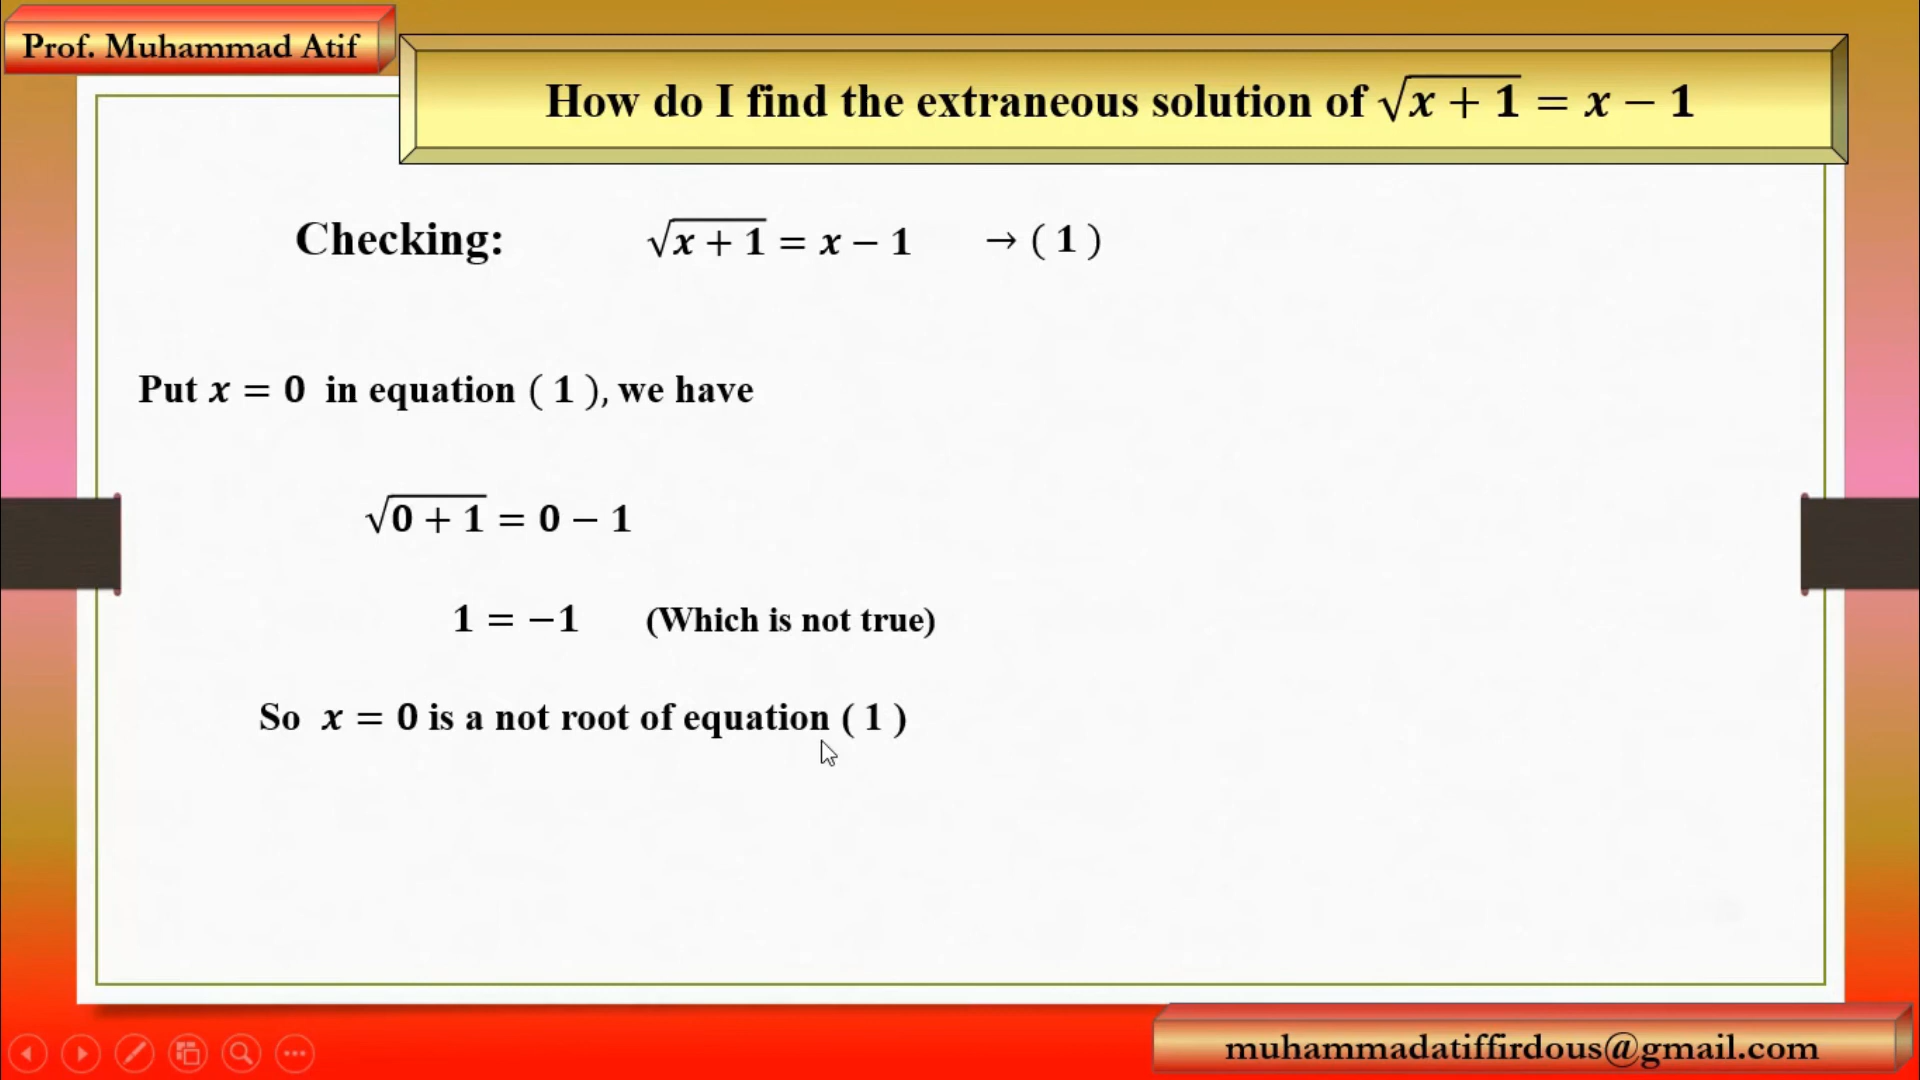 Prof. Muhammad Atif
How do I find the extraneous solution of √x + 1 = x − 1
Checking: √x + 1 = x − 1 → ( 1 )
Put x = 0 in equation ( 1 ), we have
√0 + 1 = 0 − 1
1 = −1 (Which is not true)
So x = 0 is a not root of equation ( 1 )
muhammadatiffirdous@gmail.com